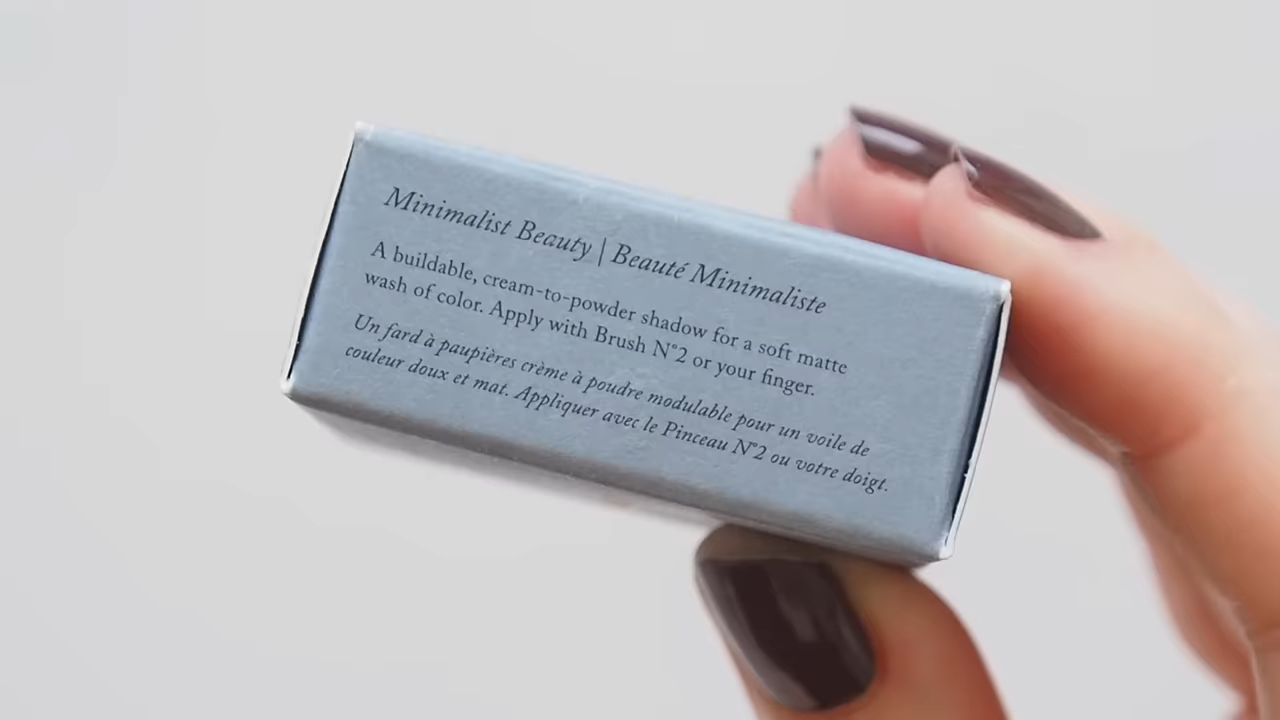 Minimalist Beauty | Beauté Minimaliste
A buildable, cream-to-powder shadow for a soft matte
wash of color. Apply with Brush N°2 or your finger.
Un fard à paupières crème à poudre modulable pour un voile de
couleur doux et mat. Appliquer avec le Pinceau N°2 ou votre doigt.